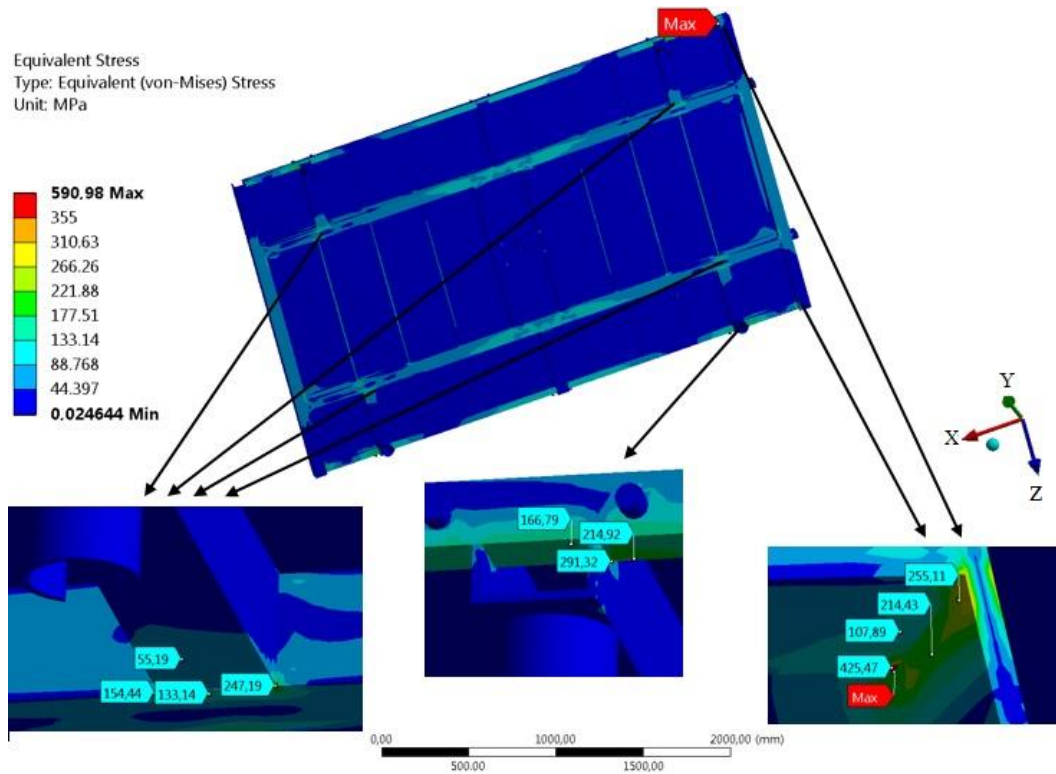 Max
Equivalent Stress
Type: Equivalent (von-Mises) Stress
Unit: MPa
590.98 Max
355
310.63
266.26
221.88
177.51
133.14
88.768
44.397
0.024644 Min
Y
X
Z
166,79
214,92
291,32
255,11
214,43
107,89
425,47
Max
55,19
247,19
154,44
133,14
0,00
1000,00
2000,00 (mm)
500.00
1500,00